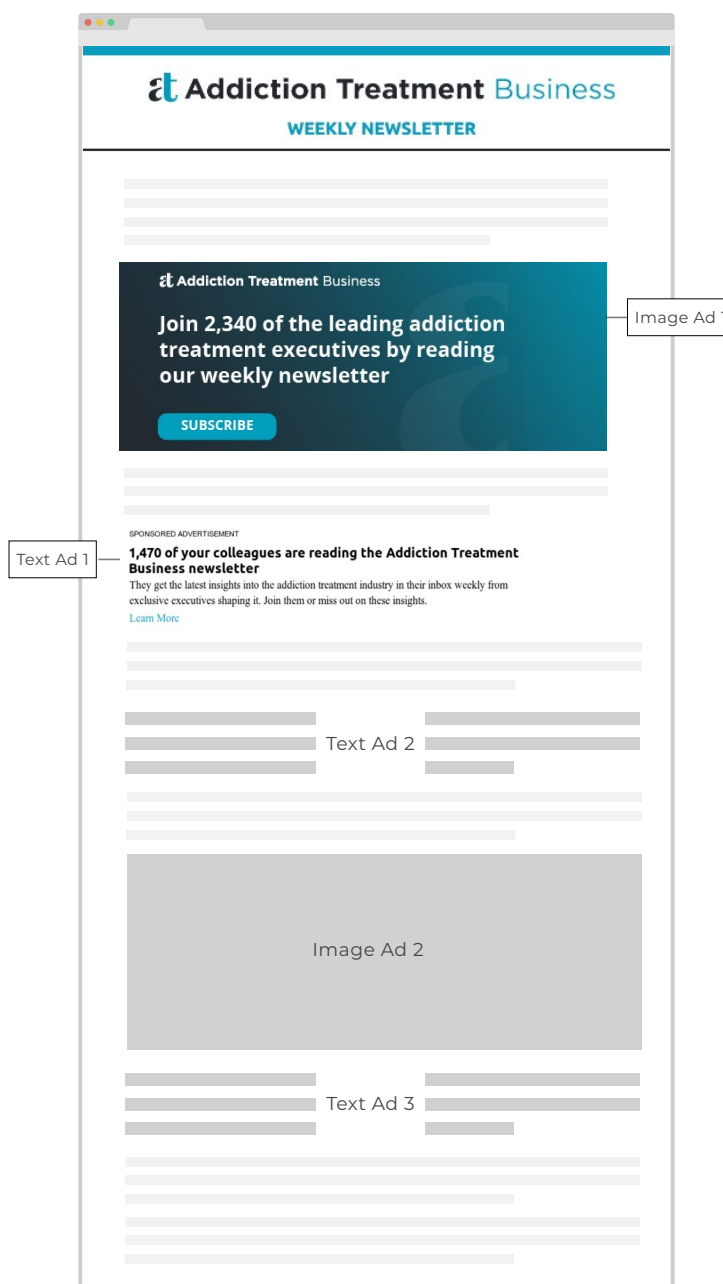 at Addiction Treatment Business
WEEKLY NEWSLETTER
at Addiction Treatment Business
Join 2,340 of the leading addiction
treatment executives by reading
our weekly newsletter
SUBSCRIBE
Image Ad 1
SPONSORED ADVERTISEMENT
Text Ad 1
1,470 of your colleagues are reading the Addiction Treatment
Business newsletter
They get the latest insights into the addiction treatment industry in their inbox weekly from
exclusive executives shaping it. Join them or miss out on these insights.
Learn More
Text Ad 2
Image Ad 2
Text Ad 3